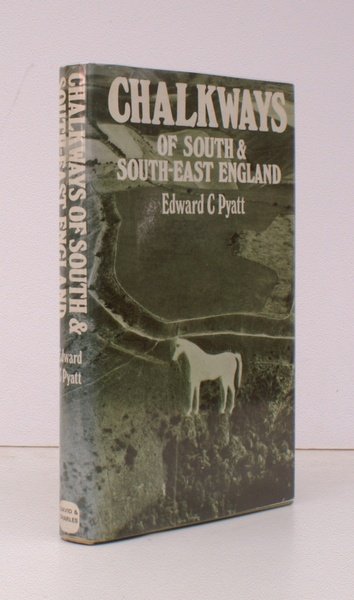 CHALKWAYS
OF SOUTH &
SOUTH-EAST ENGLAND
Edward C Pyatt
CHALKWAYS OF SOUTH &
SOUTH-EAST ENGLAND
Edward
C Pyatt
DAVID &
CHARLES